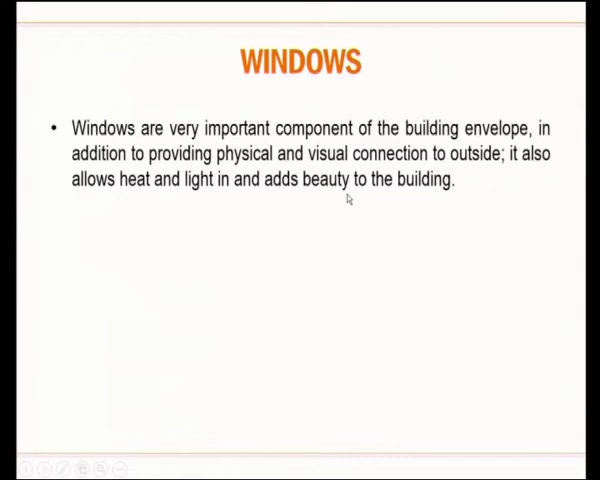 WINDOWS
• Windows are very important component of the building envelope, in
addition to providing physical and visual connection to outside; it also
allows heat and light in and adds beauty to the building.